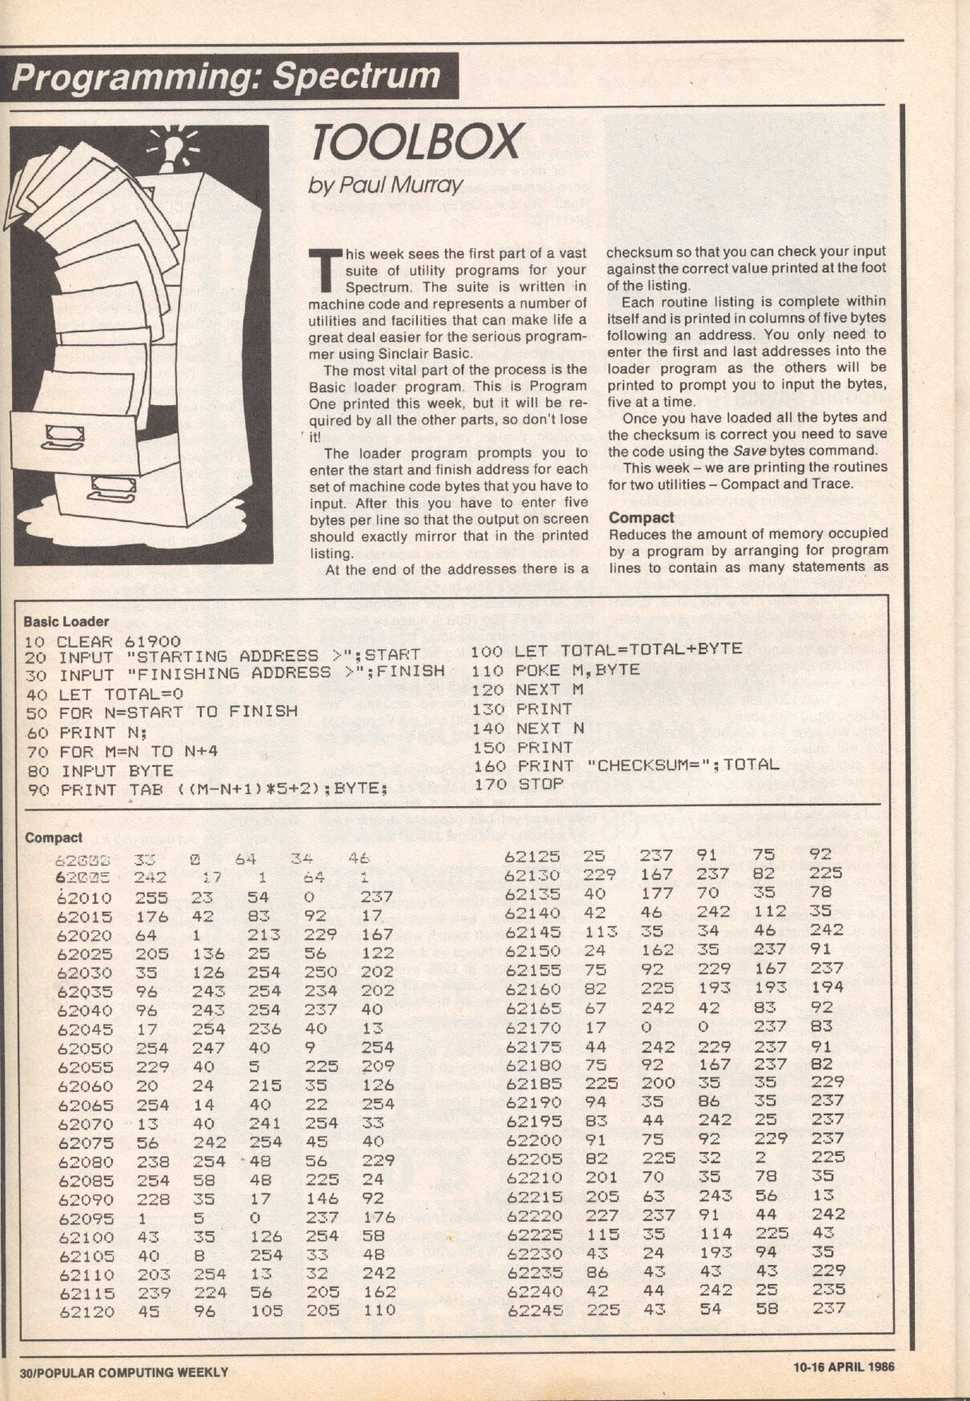 Programming: Spectrum
TOOLBOX
by Paul Murray
This week sees the first part of a vast
suite of utility programs for your
Spectrum. The suite is written in
machine code and represents a number of
utilities and facilities that can make life a
great deal easier for the serious program-
mer using Sinclair Basic.
The most vital part of the process is the
Basic loader program. This is Program
One printed this week, but it will be re-
quired by all the other parts, so don't lose
it!
The loader program prompts you to
enter the start and finish address for each
set of machine code bytes that you have to
input. After this you have to enter five
bytes per line so that the output on screen
should exactly mirror that in the printed
listing.
At the end of the addresses there is a
checksum so that you can check your input
against the correct value printed at the foot
of the listing.
Each routine listing is complete within
itself and is printed in columns of five bytes
following an address. You only need to
enter the first and last addresses into the
loader program as the others will be
printed to prompt you to input the bytes,
five at a time.
Once you have loaded all the bytes and
the checksum is correct you need to save
the code using the Save bytes command.
This week – we are printing the routines
for two utilities – Compact and Trace.
Compact
Reduces the amount of memory occupied
by a program by arranging for program
lines to contain as many statements as
Basic Loader
10 CLEAR 61900
20 INPUT "STARTING ADDRESS >";START
30 INPUT "FINISHING ADDRESS >";FINISH
40 LET TOTAL=0
50 FOR N=START TO FINISH
60 PRINT N;
70 FOR M=N TO N+4
80 INPUT BYTE
90 PRINT TAB ((M-N+1)*5+2);BYTE;
100 LET TOTAL=TOTAL+BYTE
110 POKE M,BYTE
120 NEXT M
130 PRINT
140 NEXT N
150 PRINT
160 PRINT "CHECKSUM=";TOTAL
170 STOP
Compact
62000 33 0 64 34 46
62005 242 17 1 64 1
62010 255 23 54 0 237
62015 176 42 83 92 17
62020 64 1 213 229 167
62025 205 136 25 56 122
62030 35 126 254 250 202
62035 96 243 254 234 202
62040 96 243 254 237 40
62045 17 254 236 40 13
62050 254 247 40 9 254
62055 229 40 5 225 209
62060 20 24 215 35 126
62065 254 14 40 22 254
62070 13 40 241 254 33
62075 56 242 254 45 40
62080 238 254 48 56 229
62085 254 58 48 225 24
62090 228 35 17 146 92
62095 1 5 0 237 176
62100 43 35 126 254 58
62105 40 8 254 33 48
62110 203 254 13 32 242
62115 239 224 56 205 162
62120 45 96 105 205 110
62125 25 237 91 75 92
62130 229 167 237 82 225
62135 40 177 70 35 78
62140 42 46 242 112 35
62145 113 35 34 46 242
62150 24 162 35 237 91
62155 75 92 229 167 237
62160 82 225 193 193 194
62165 67 242 42 83 92
62170 17 0 0 237 83
62175 44 242 229 237 91
62180 75 92 167 237 82
62185 225 200 35 35 229
62190 94 35 86 35 237
62195 83 44 242 25 237
62200 91 75 92 229 237
62205 82 225 32 2 225
62210 201 70 35 78 35
62215 205 63 243 56 13
62220 227 237 91 44 242
62225 115 35 114 225 43
62230 43 24 193 94 35
62235 86 43 43 43 229
62240 42 44 242 25 235
62245 225 43 54 58 237
30/POPULAR COMPUTING WEEKLY
10-16 APRIL 1986